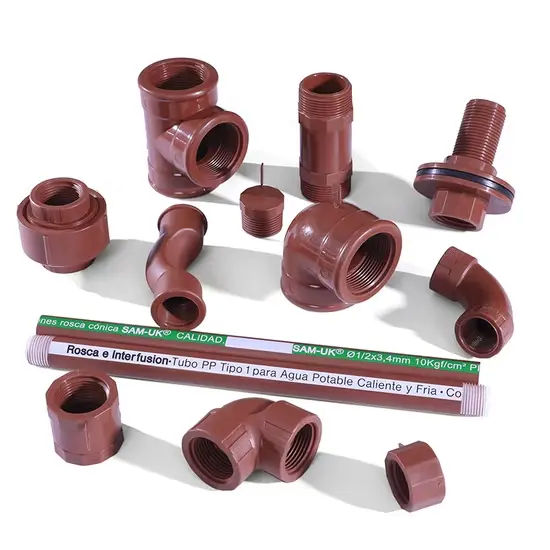 nes rosca cónica SAM-UK® CALIDAD
SAM-UK® Ø1/2x3,4mm 10Kgf/cm² P
Rosca e Interfusion·Tubo PP Tipo 1 para Agua Potable Caliente y Fria · Co